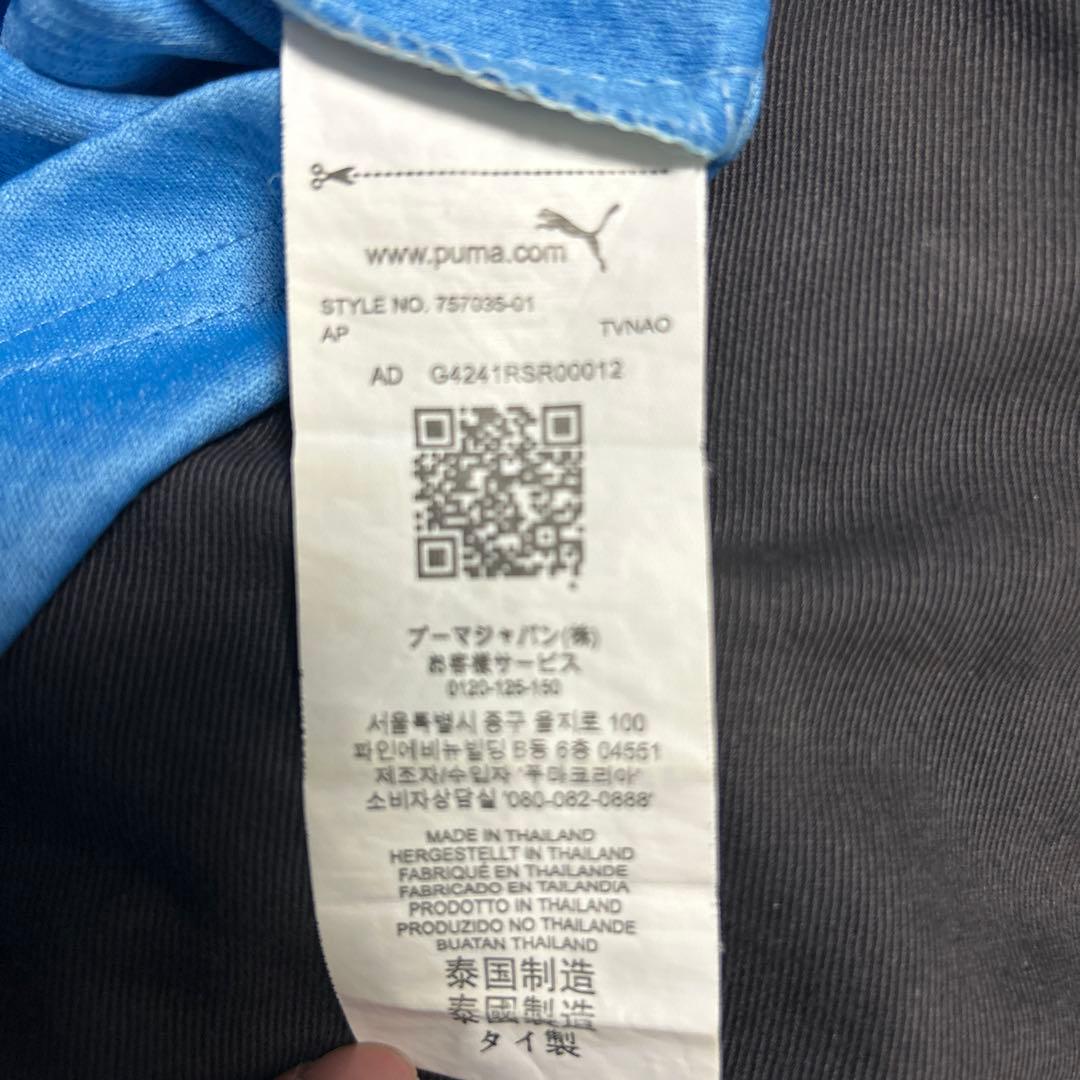 www.puma.com
STYLE NO. 757035-01
AP TVNAO
AD G4241RSR00012
プーマジャパン(株)
お客様サービス
0120-125-150
서울특별시 중구 을지로 100
파인에비뉴빌딩 B동 6층 04551
제조자/수입자 '푸마코리아'
소비자상담실 '080-082-0888'
MADE IN THAILAND
HERGESTELLT IN THAILAND
FABRIQUÉ EN THAILANDE
FABRICADO EN TAILANDIA
PRODOTTO IN THAILAND
PRODUZIDO NO THAILANDE
BUATAN THAILAND
泰国制造
泰國製造
タイ製